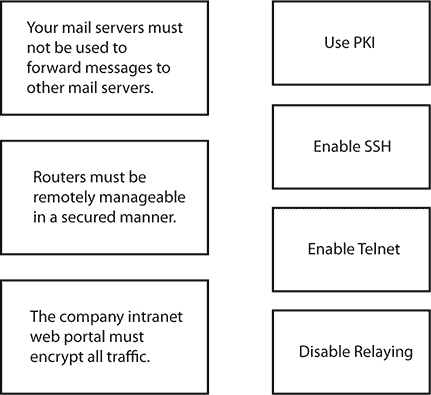 Your mail servers must
not be used to
forward messages to
other mail servers.
Routers must be
remotely manageable
in a secured manner.
The company intranet
web portal must
encrypt all traffic.
Use PKI
Enable SSH
Enable Telnet
Disable Relaying